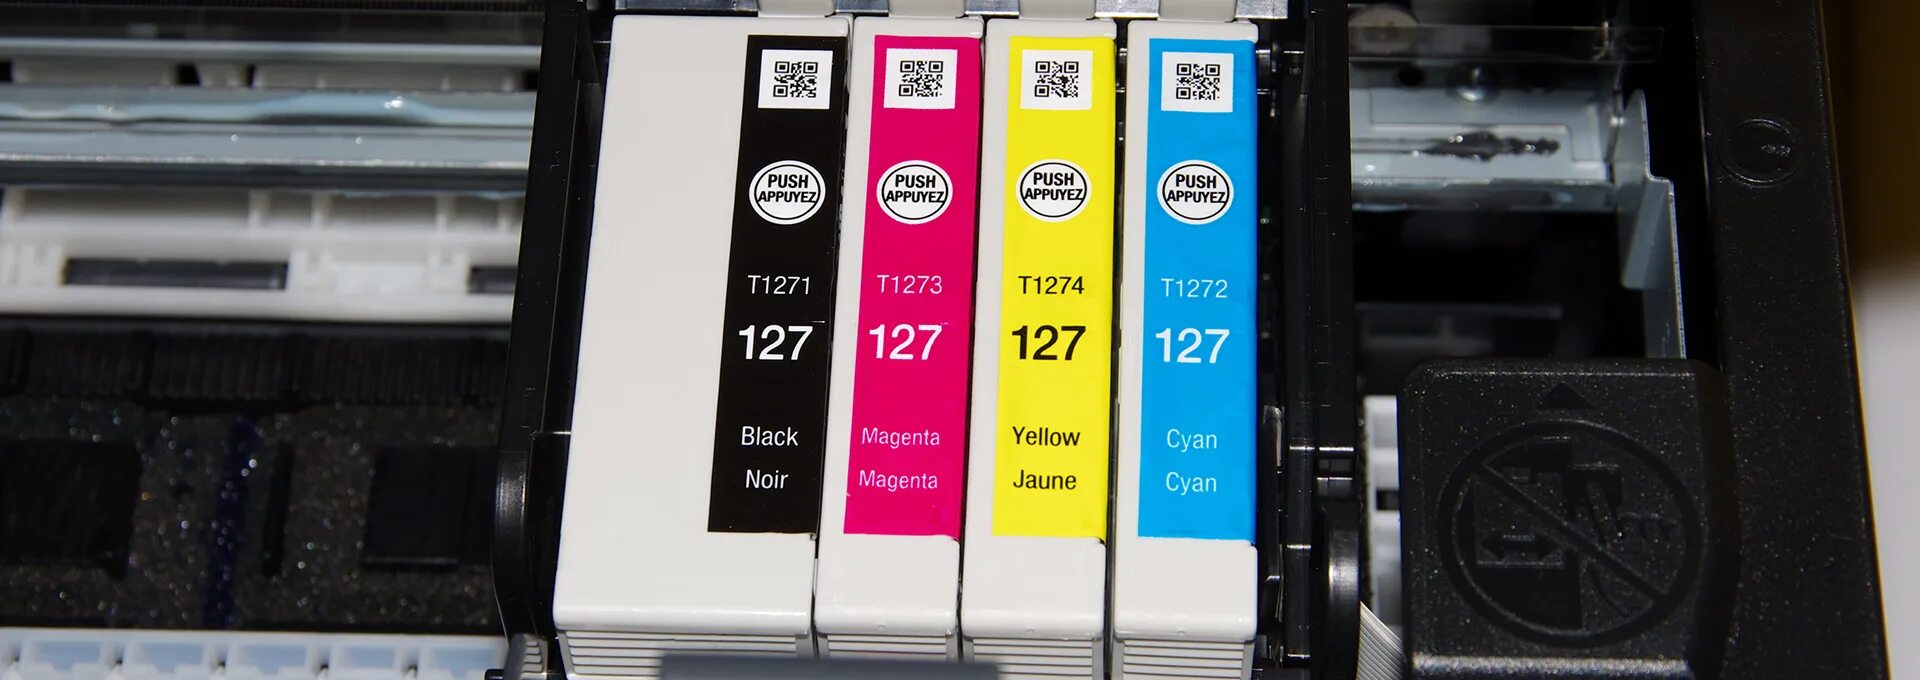 PUSH
APPUYEZ
T1271
127
Black
Noir
PUSH
APPUYEZ
T1273
127
Magenta
Magenta
PUSH
APPUYEZ
T1274
127
Yellow
Jaune
PUSH
APPUYEZ
T1272
127
Cyan
Cyan